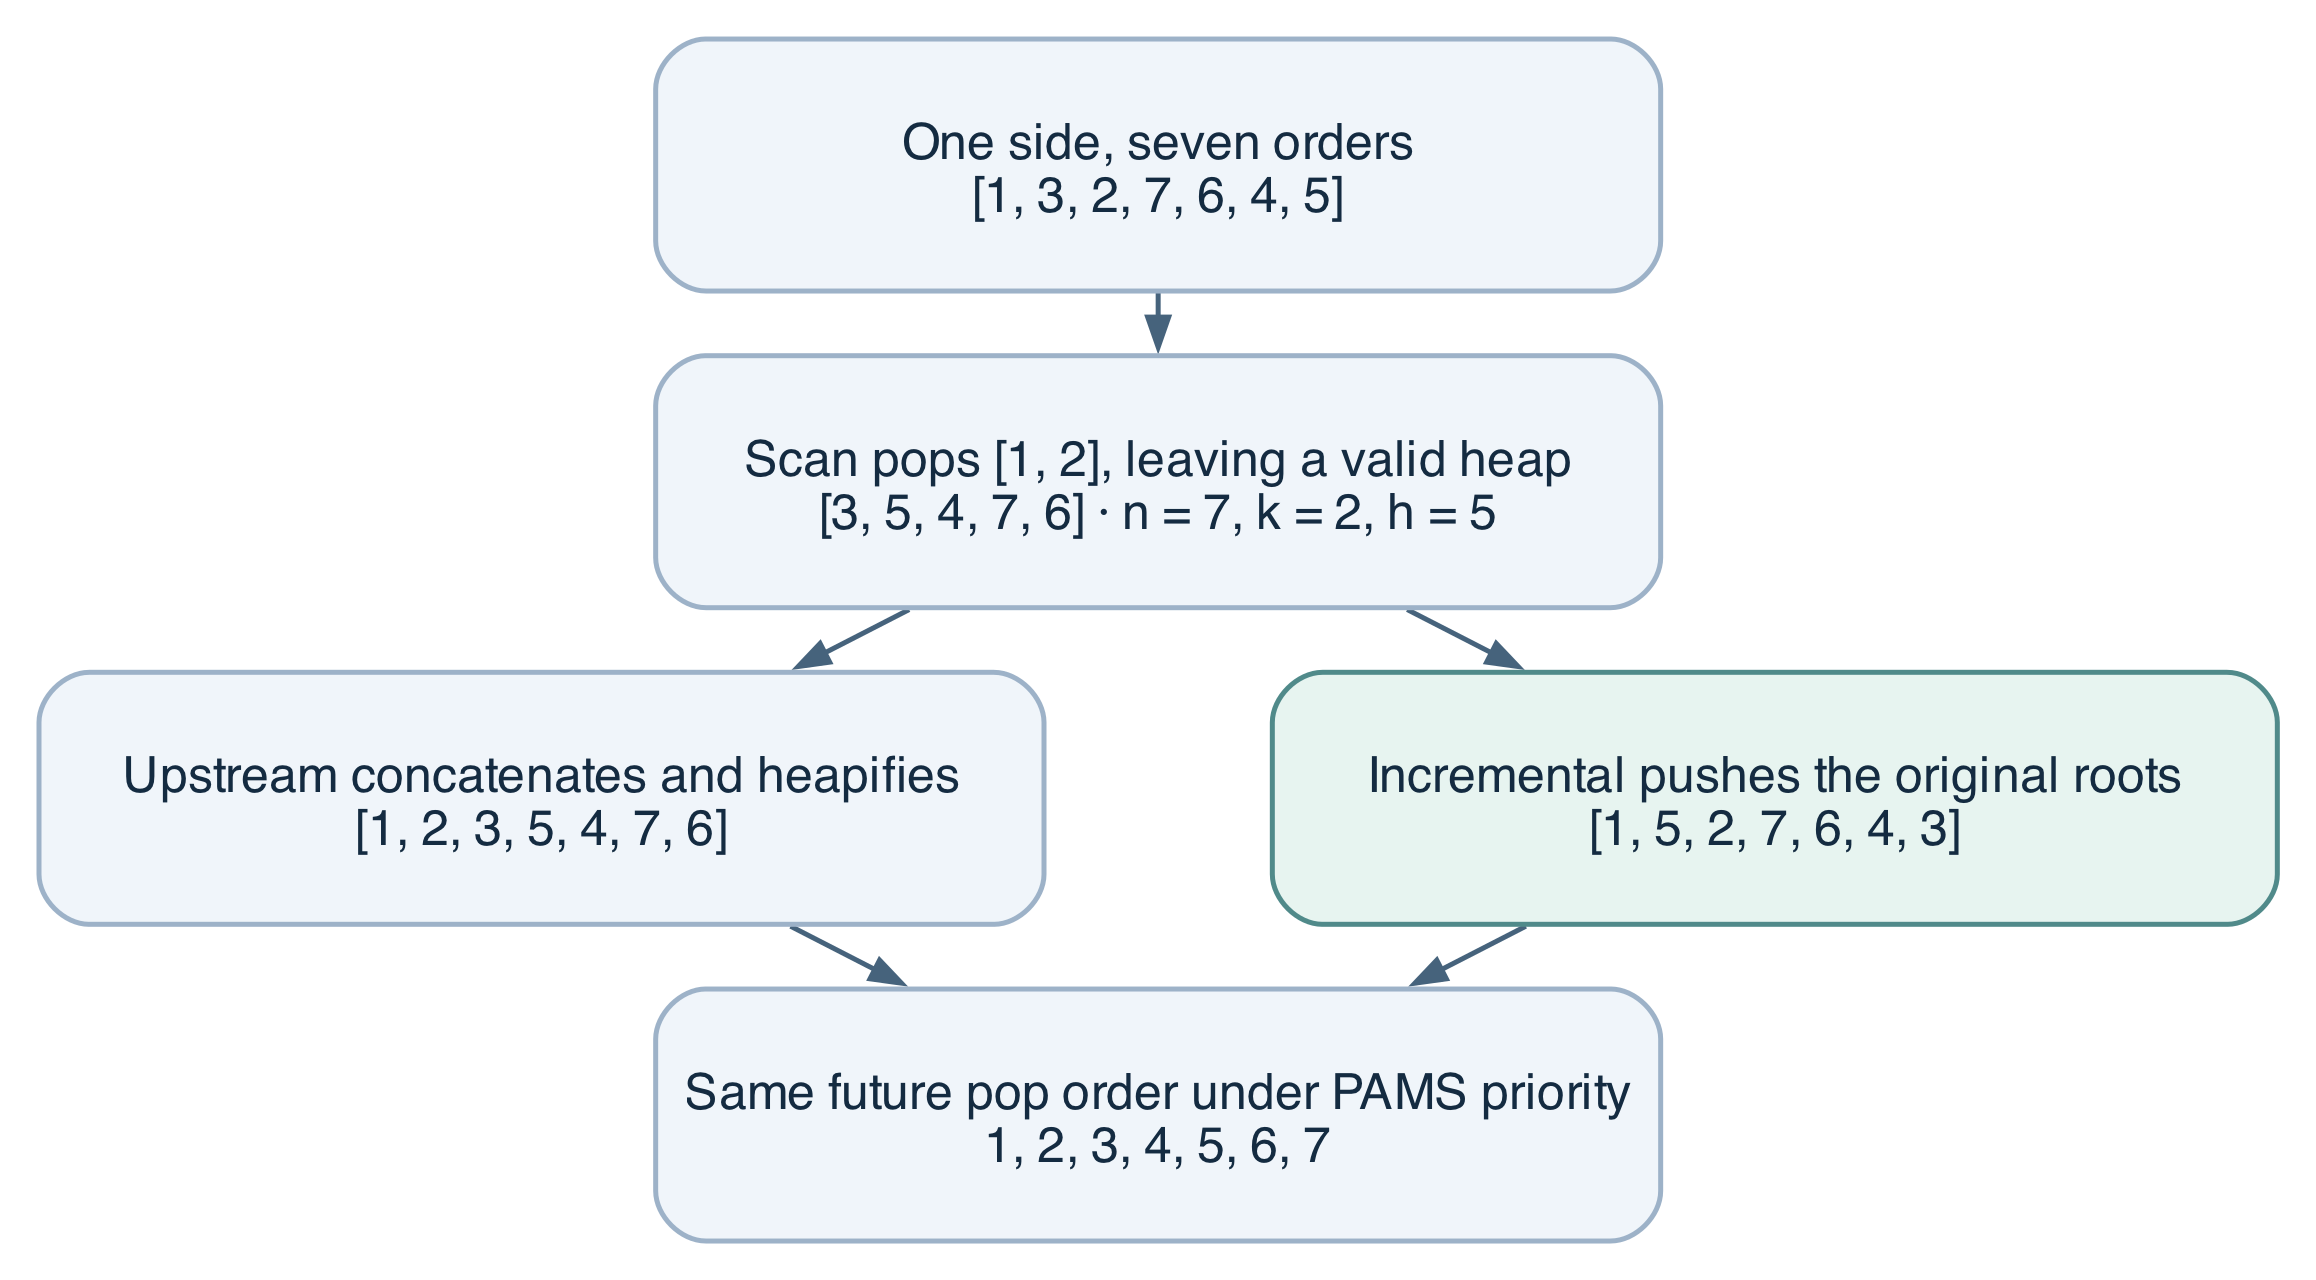 One side, seven orders
[1, 3, 2, 7, 6, 4, 5]
Scan pops [1, 2], leaving a valid heap
[3, 5, 4, 7, 6] · n = 7, k = 2, h = 5
Upstream concatenates and heapifies
[1, 2, 3, 5, 4, 7, 6]
Incremental pushes the original roots
[1, 5, 2, 7, 6, 4, 3]
Same future pop order under PAMS priority
1, 2, 3, 4, 5, 6, 7